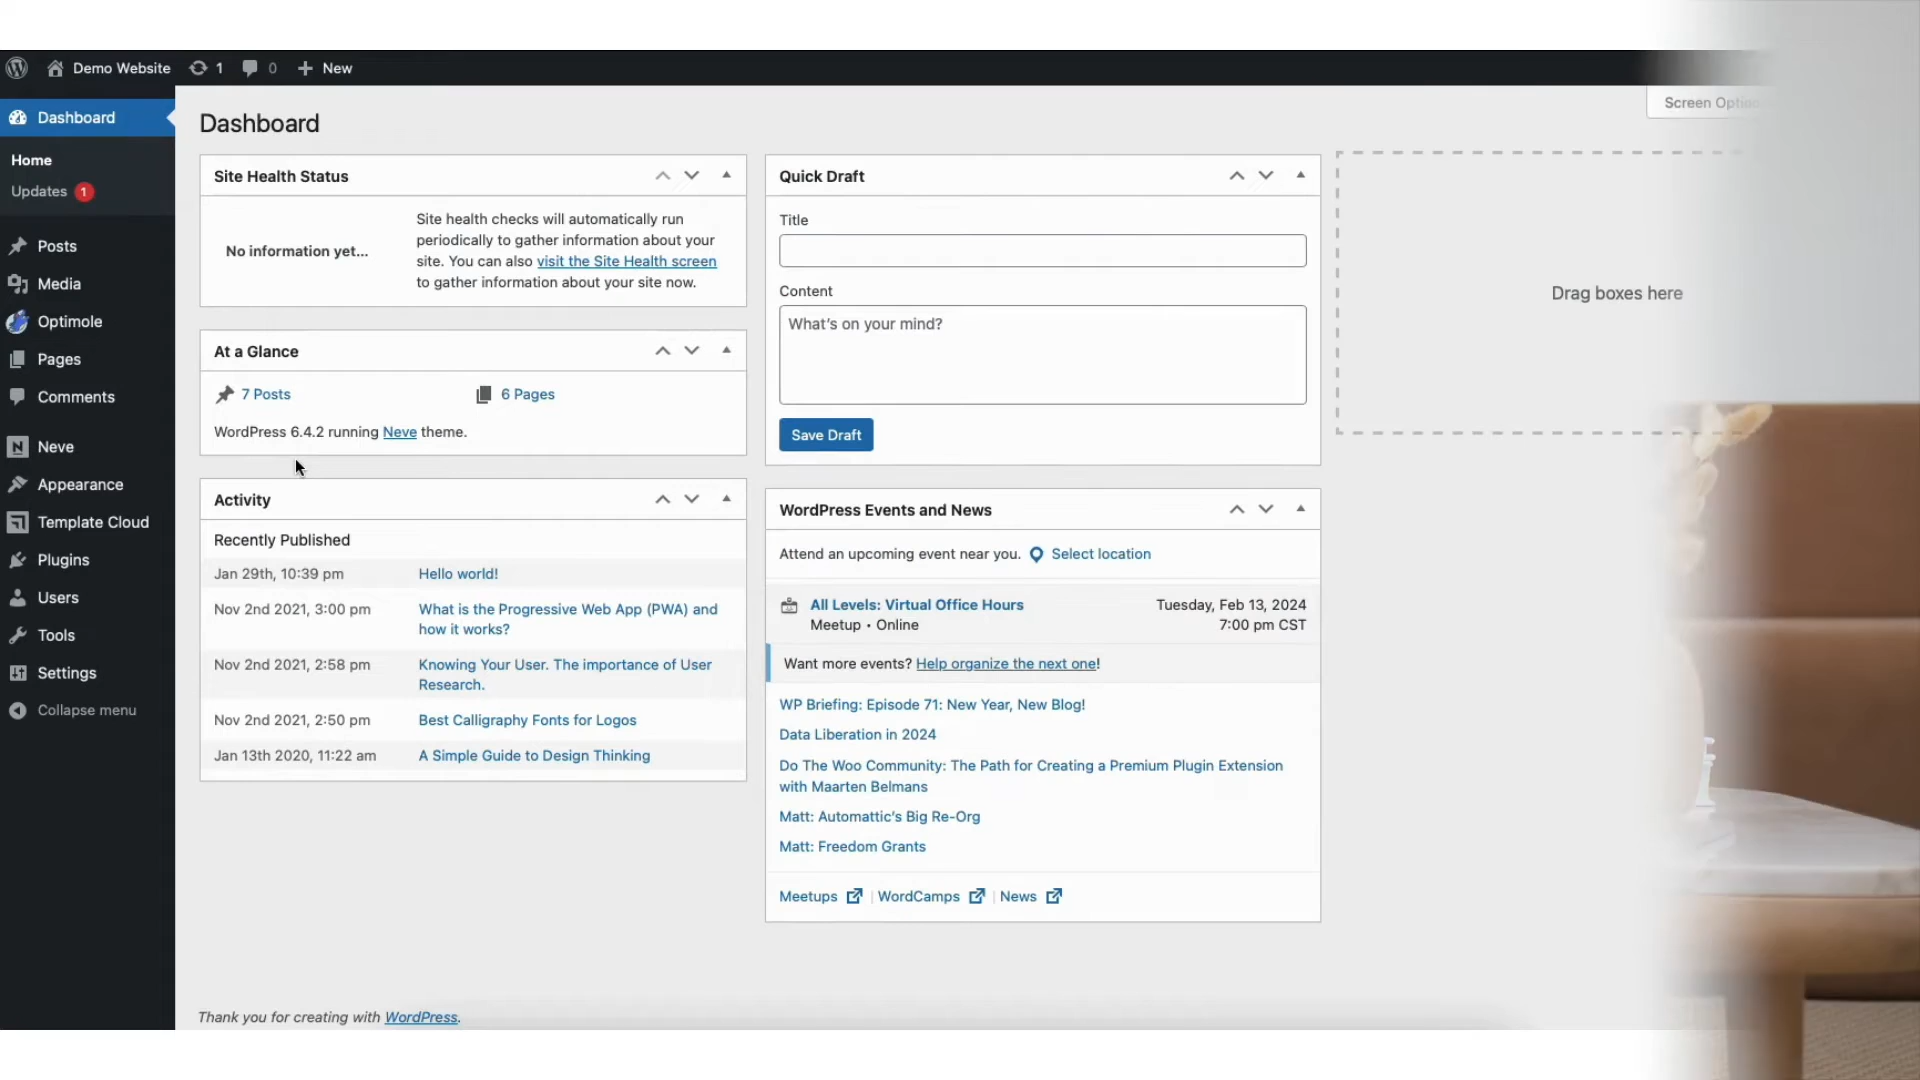 Demo Website 1 0 New
Dashboard
Home
Updates 1
Posts
Media
Optimole
Pages
Comments
Neve
Appearance
Template Cloud
Plugins
Users
Tools
Settings
Collapse menu
Dashboard
Screen
Site Health Status
No information yet...
Site health checks will automatically run
periodically to gather information about your
site. You can also visit the Site Health screen
to gather information about your site now.
At a Glance
7 Posts 6 Pages
WordPress 6.4.2 running Neve theme.
Activity
Recently Published
Jan 29th, 10:39 pm Hello world!
Nov 2nd 2021, 3:00 pm What is the Progressive Web App (PWA) and
how it works?
Nov 2nd 2021, 2:58 pm Knowing Your User. The importance of User
Research.
Nov 2nd 2021, 2:50 pm Best Calligraphy Fonts for Logos
Jan 13th 2020, 11:22 am A Simple Guide to Design Thinking
Quick Draft
Title
Content
What's on your mind?
Save Draft
WordPress Events and News
Attend an upcoming event near you. Select location
All Levels: Virtual Office Hours Tuesday, Feb 13, 2024
Meetup • Online 7:00 pm CST
Want more events? Help organize the next one!
WP Briefing: Episode 71: New Year, New Blog!
Data Liberation in 2024
Do The Woo Community: The Path for Creating a Premium Plugin Extension
with Maarten Belmans
Matt: Automattic's Big Re-Org
Matt: Freedom Grants
Meetups | WordCamps | News
Drag boxes here
Thank you for creating with WordPress.